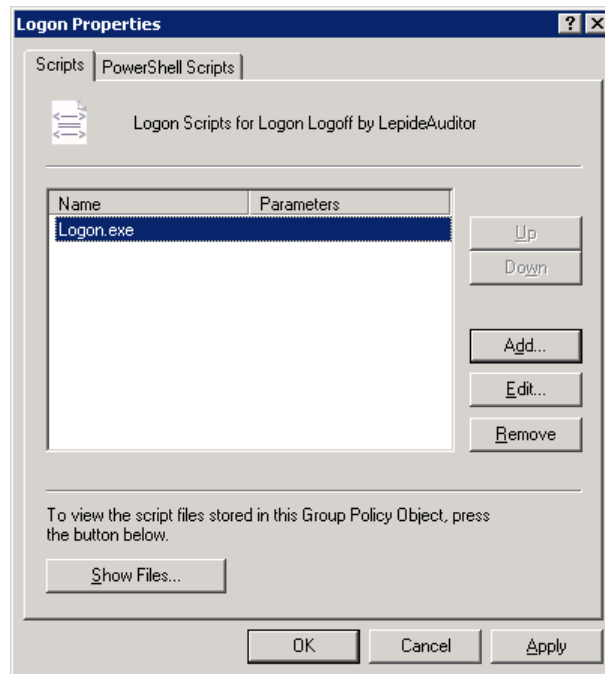 Logon Properties
?
Scripts
PowerShell Scripts
Logon Scripts for Logon Logoff by LepideAuditor
Name Parameters
Logon.exe
Up
Down
Add...
Edit...
Remove
To view the script files stored in this Group Policy Object, press
the button below.
Show Files...
OK Cancel Apply